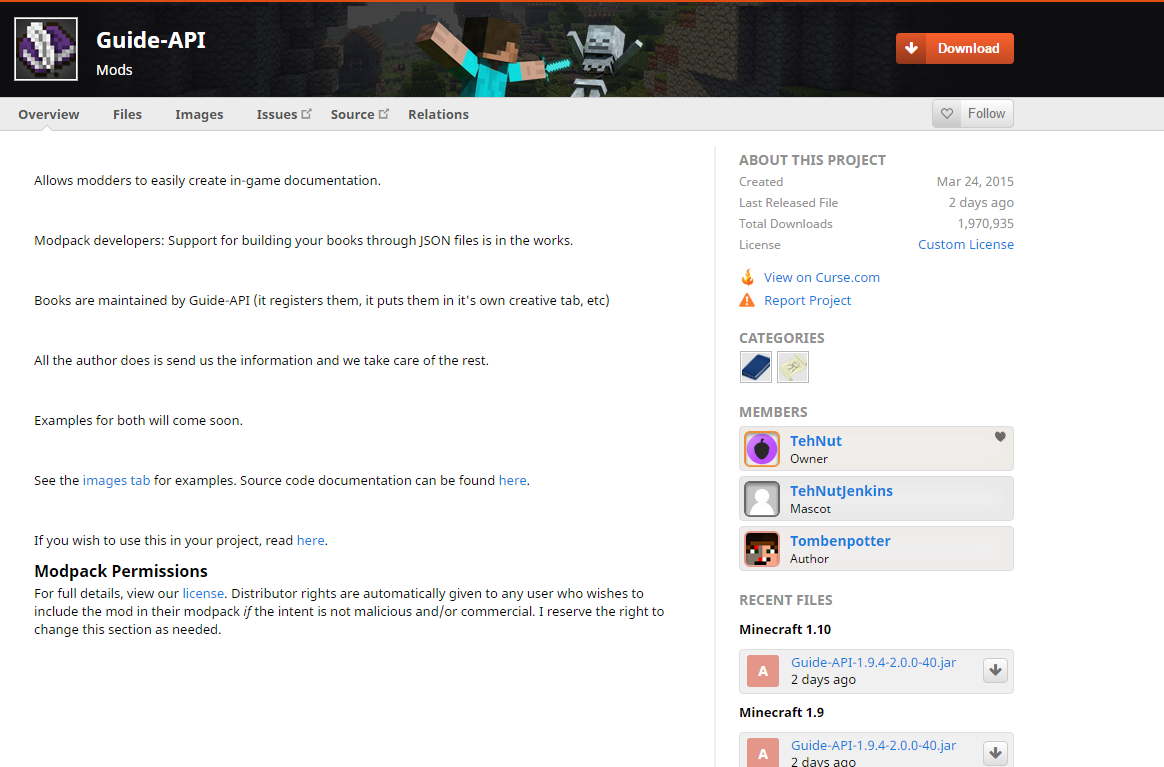 Guide-API
Mods
Download
Overview
Files
Images
Issues
Source
Relations
Follow
Allows modders to easily create in-game documentation.
Modpack developers: Support for building your books through JSON files is in the works.
Books are maintained by Guide-API (it registers them, it puts them in it's own creative tab, etc)
All the author does is send us the information and we take care of the rest.
Examples for both will come soon.
See the images tab for examples. Source code documentation can be found here.
If you wish to use this in your project, read here.
Modpack Permissions
For full details, view our license. Distributor rights are automatically given to any user who wishes to
include the mod in their modpack if the intent is not malicious and/or commercial. I reserve the right to
change this section as needed.
ABOUT THIS PROJECT
Created Mar 24, 2015
Last Released File 2 days ago
Total Downloads 1,970,935
License Custom License
View on Curse.com
Report Project
CATEGORIES
MEMBERS
TehNut
Owner
TehNutJenkins
Mascot
Tombenpotter
Author
RECENT FILES
Minecraft 1.10
A
Guide-API-1.9.4-2.0.0-40.jar
2 days ago
Minecraft 1.9
A
Guide-API-1.9.4-2.0.0-40.jar
2 days ago